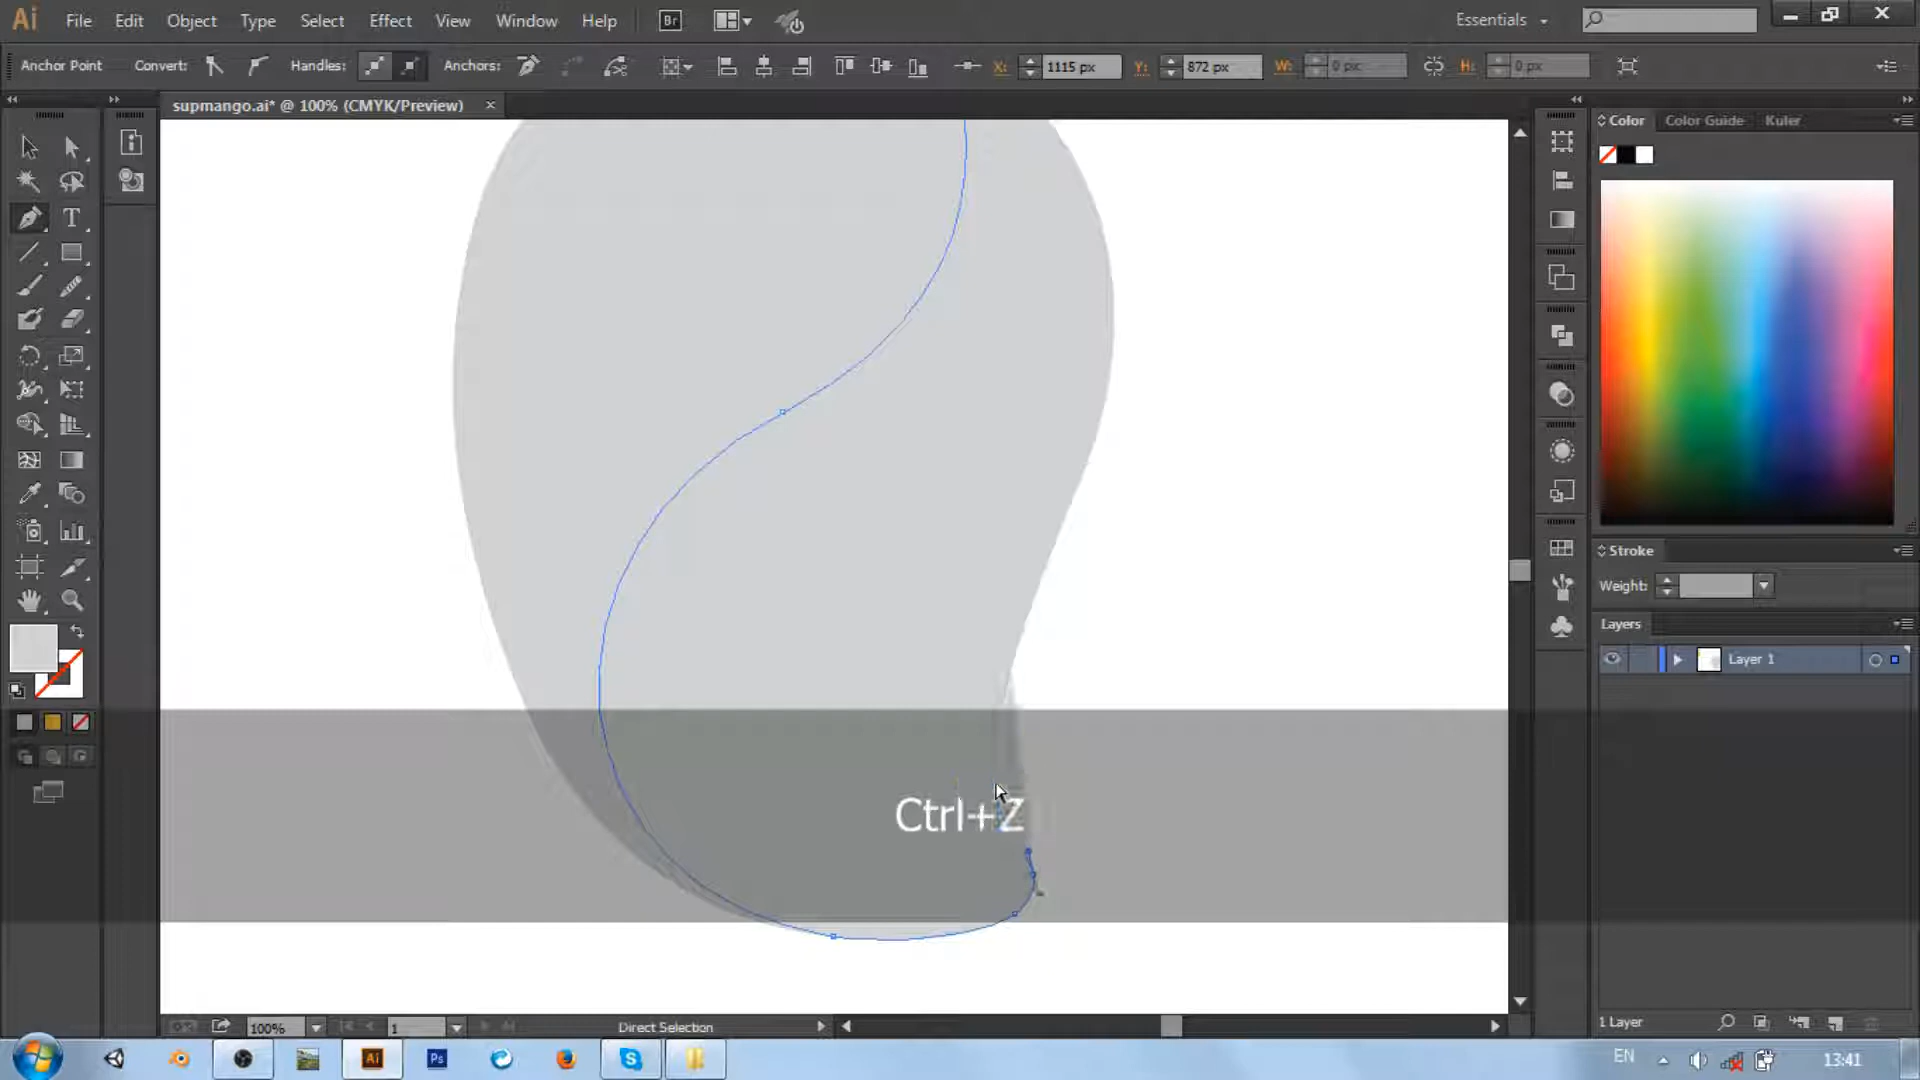 Ai File Edit Object Type Select Effect View Window Help Br Essentials
Anchor Point Convert: Handles: Anchors: X: 1115 px Y: 872 px W: 0 px H: 0 px
supmango.ai* @ 100% (CMYK/Preview)
Color Color Guide Kuler
T
Stroke
Weight:
Layers
Layer 1
Ctrl+Z
100% 1 Direct Selection
1 Layer
Ai Ps EN 13:41